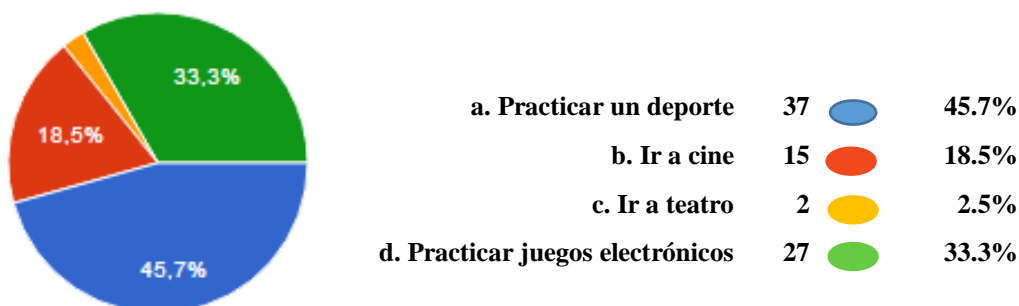 33,3%
18,5%
45,7%
a. Practicar un deporte 37 45.7%
b. Ir a cine 15 18.5%
c. Ir a teatro 2 2.5%
d. Practicar juegos electrónicos 27 33.3%